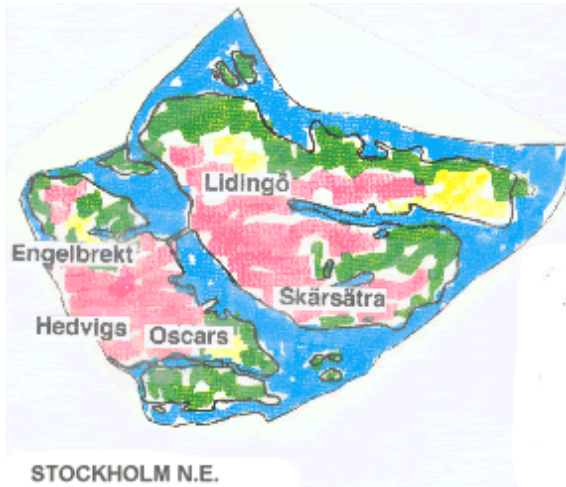 Lidingö
Engelbrekt
Skärsätra
Hedvigs
Oscars
STOCKHOLM N.E.